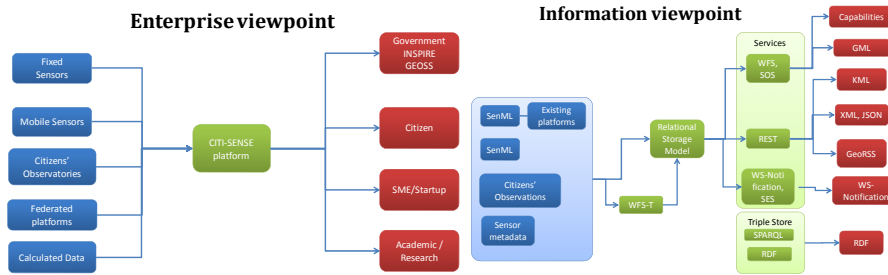 Enterprise viewpoint
Fixed
Sensors
Mobile Sensors
Citizens'
Observatories
Federated
platforms
Calculated Data
CITI-SENSE
platform
Government
INSPIRE
GEOSS
Citizen
SME/Startup
Academic /
Research
Information viewpoint
SenML
Existing
platforms
SenML
Citizens'
Observations
Sensor
metadata
WFS-T
Relational
Storage
Model
Services
WFS,
SOS
REST
WS-Noti
fication,
SES
Triple Store
SPARQL
RDF
Capabilities
GML
KML
XML, JSON
GeoRSS
WS-
Notification
RDF